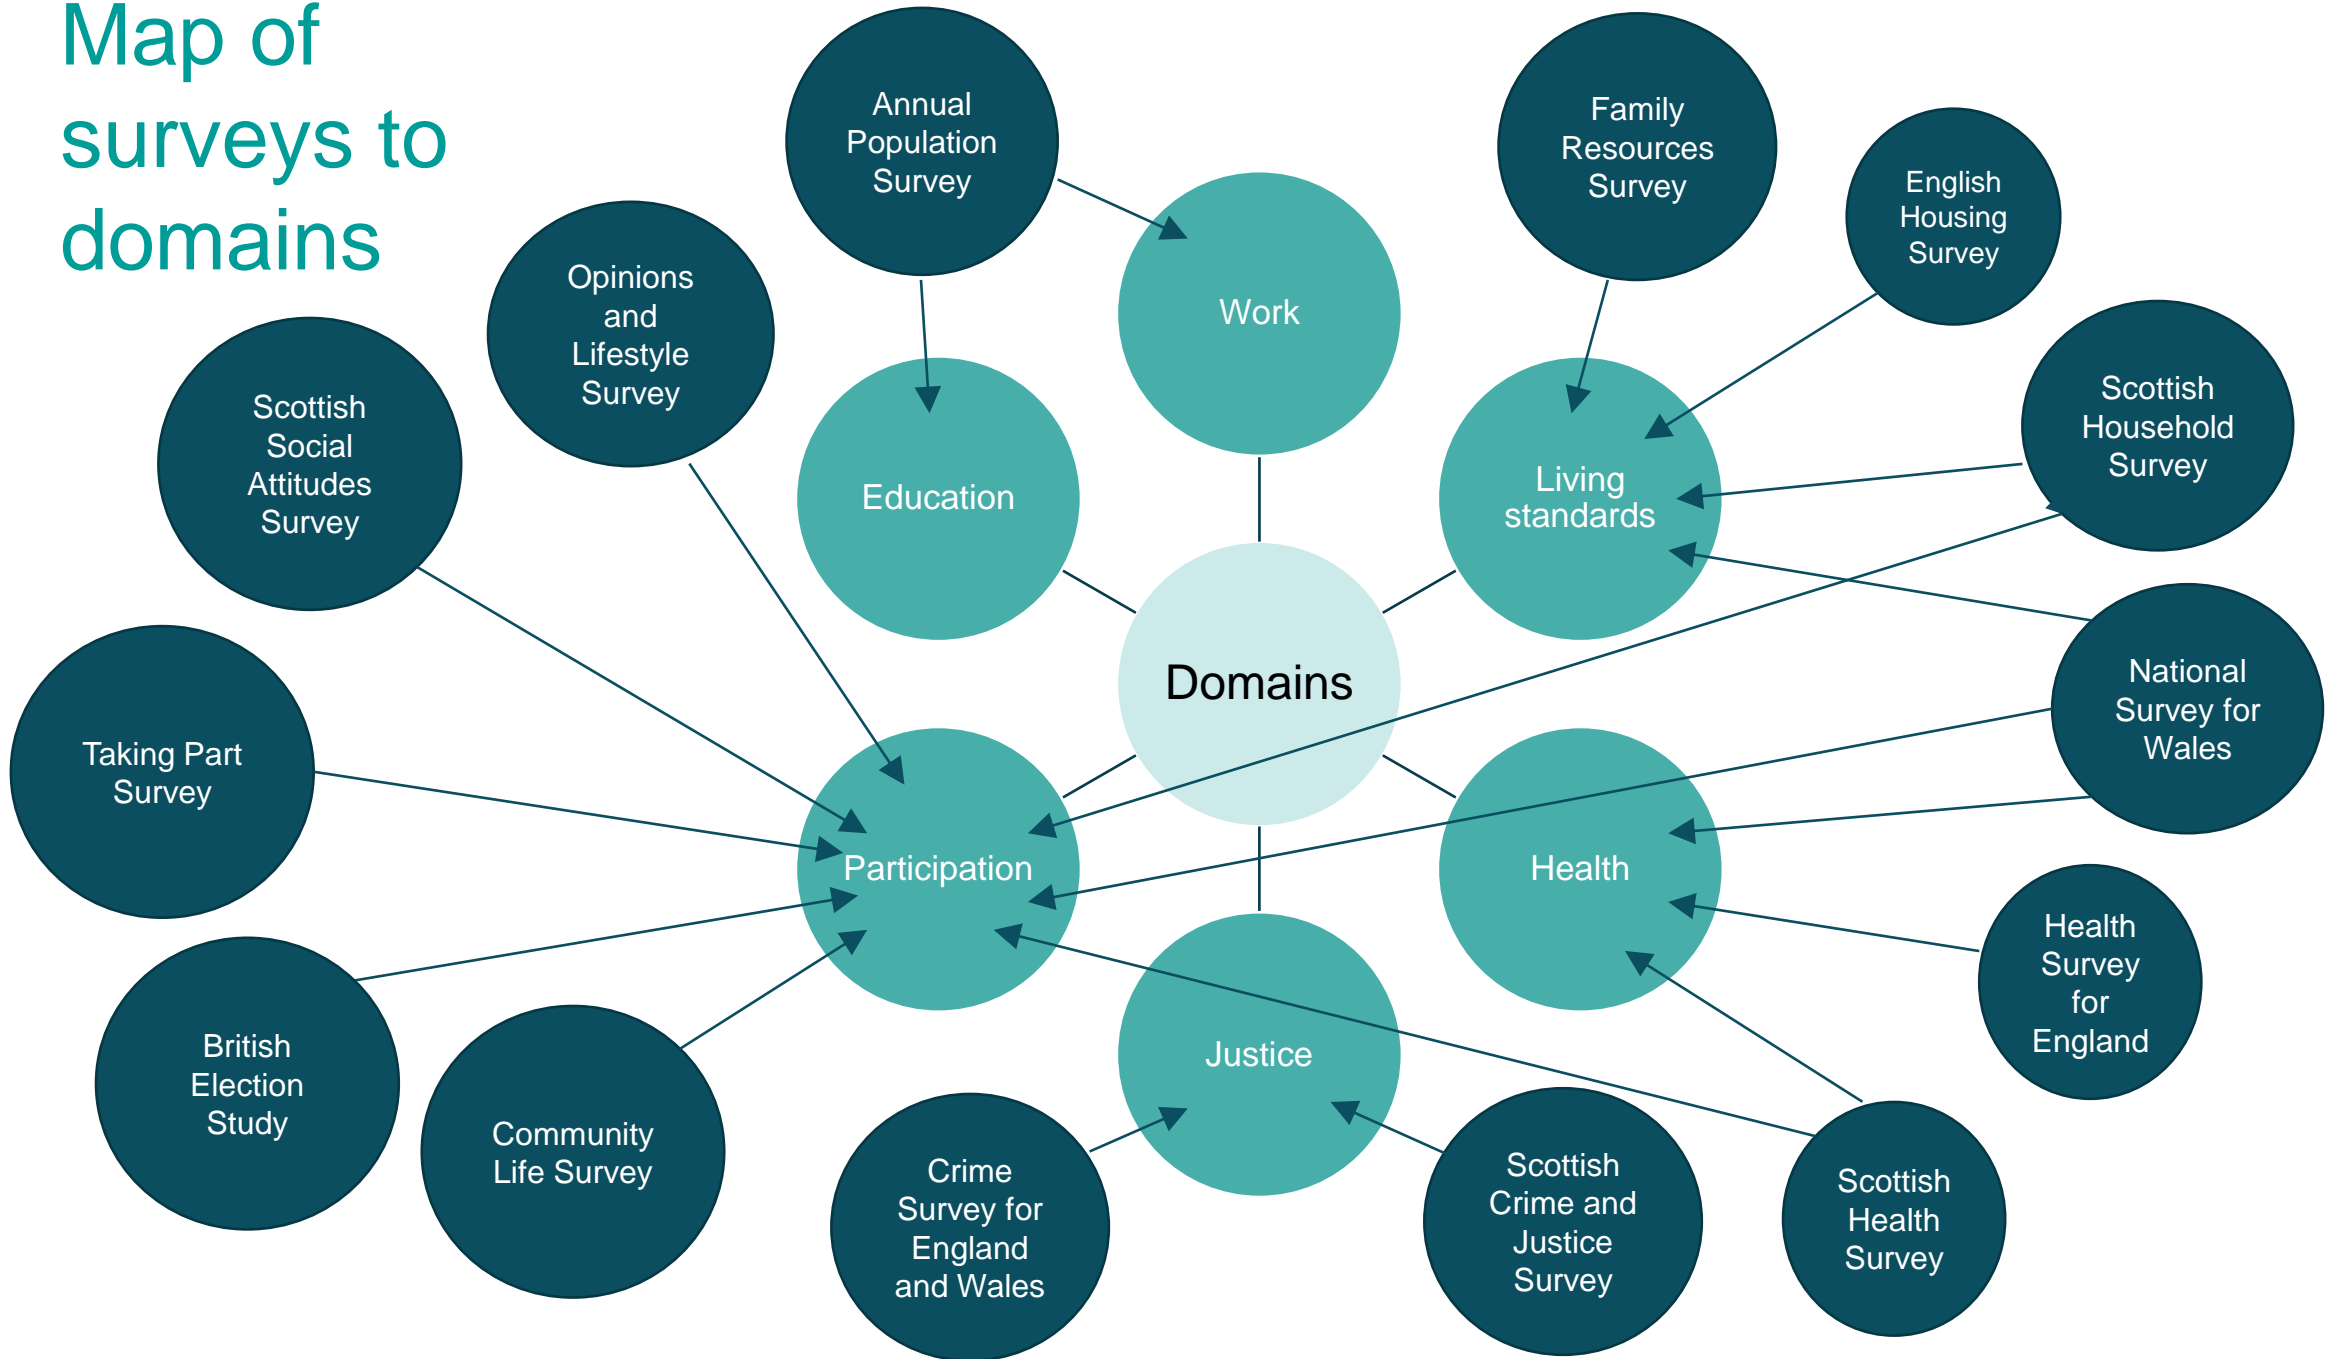 Map of
surveys to
domains
Annual
Population
Survey
Family
Resources
Survey
English
Housing
Survey
Opinions
and
Lifestyle
Survey
Work
Scottish
Social
Attitudes
Survey
Scottish
Household
Survey
Education
Living
standards
Domains
National
Survey for
Wales
Taking Part
Survey
Participation
Health
Health
Survey
for
England
British
Election
Study
Justice
Community
Life Survey
Crime
Survey for
England
and Wales
Scottish
Crime and
Justice
Survey
Scottish
Health
Survey